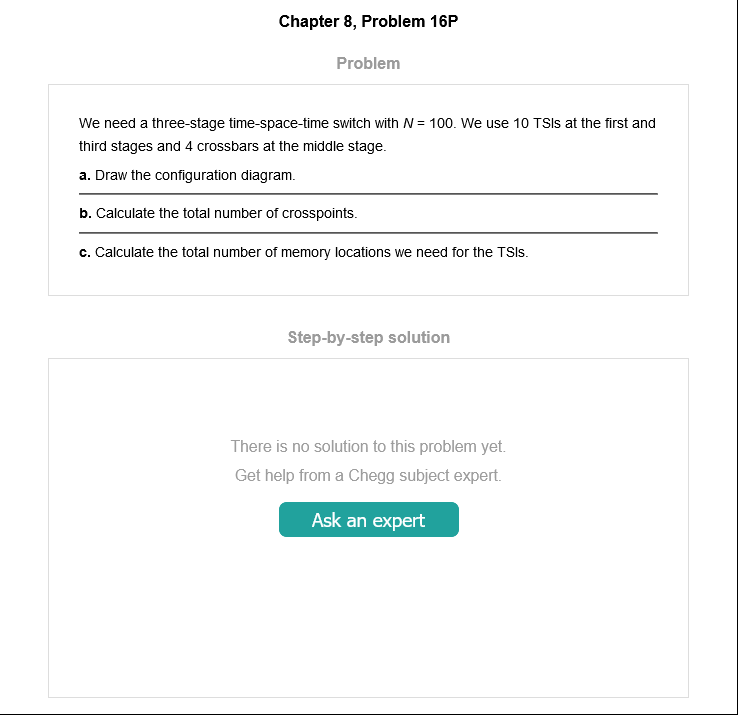 Chapter 8, Problem 16P
Problem
We need a three-stage time-space-time switch with N = 100. We use 10 TSIs at the first and
third stages and 4 crossbars at the middle stage.
a. Draw the configuration diagram.
b. Calculate the total number of crosspoints.
c. Calculate the total number of memory locations we need for the TSIs.
Step-by-step solution
There is no solution to this problem yet.
Get help from a Chegg subject expert.
Ask an expert